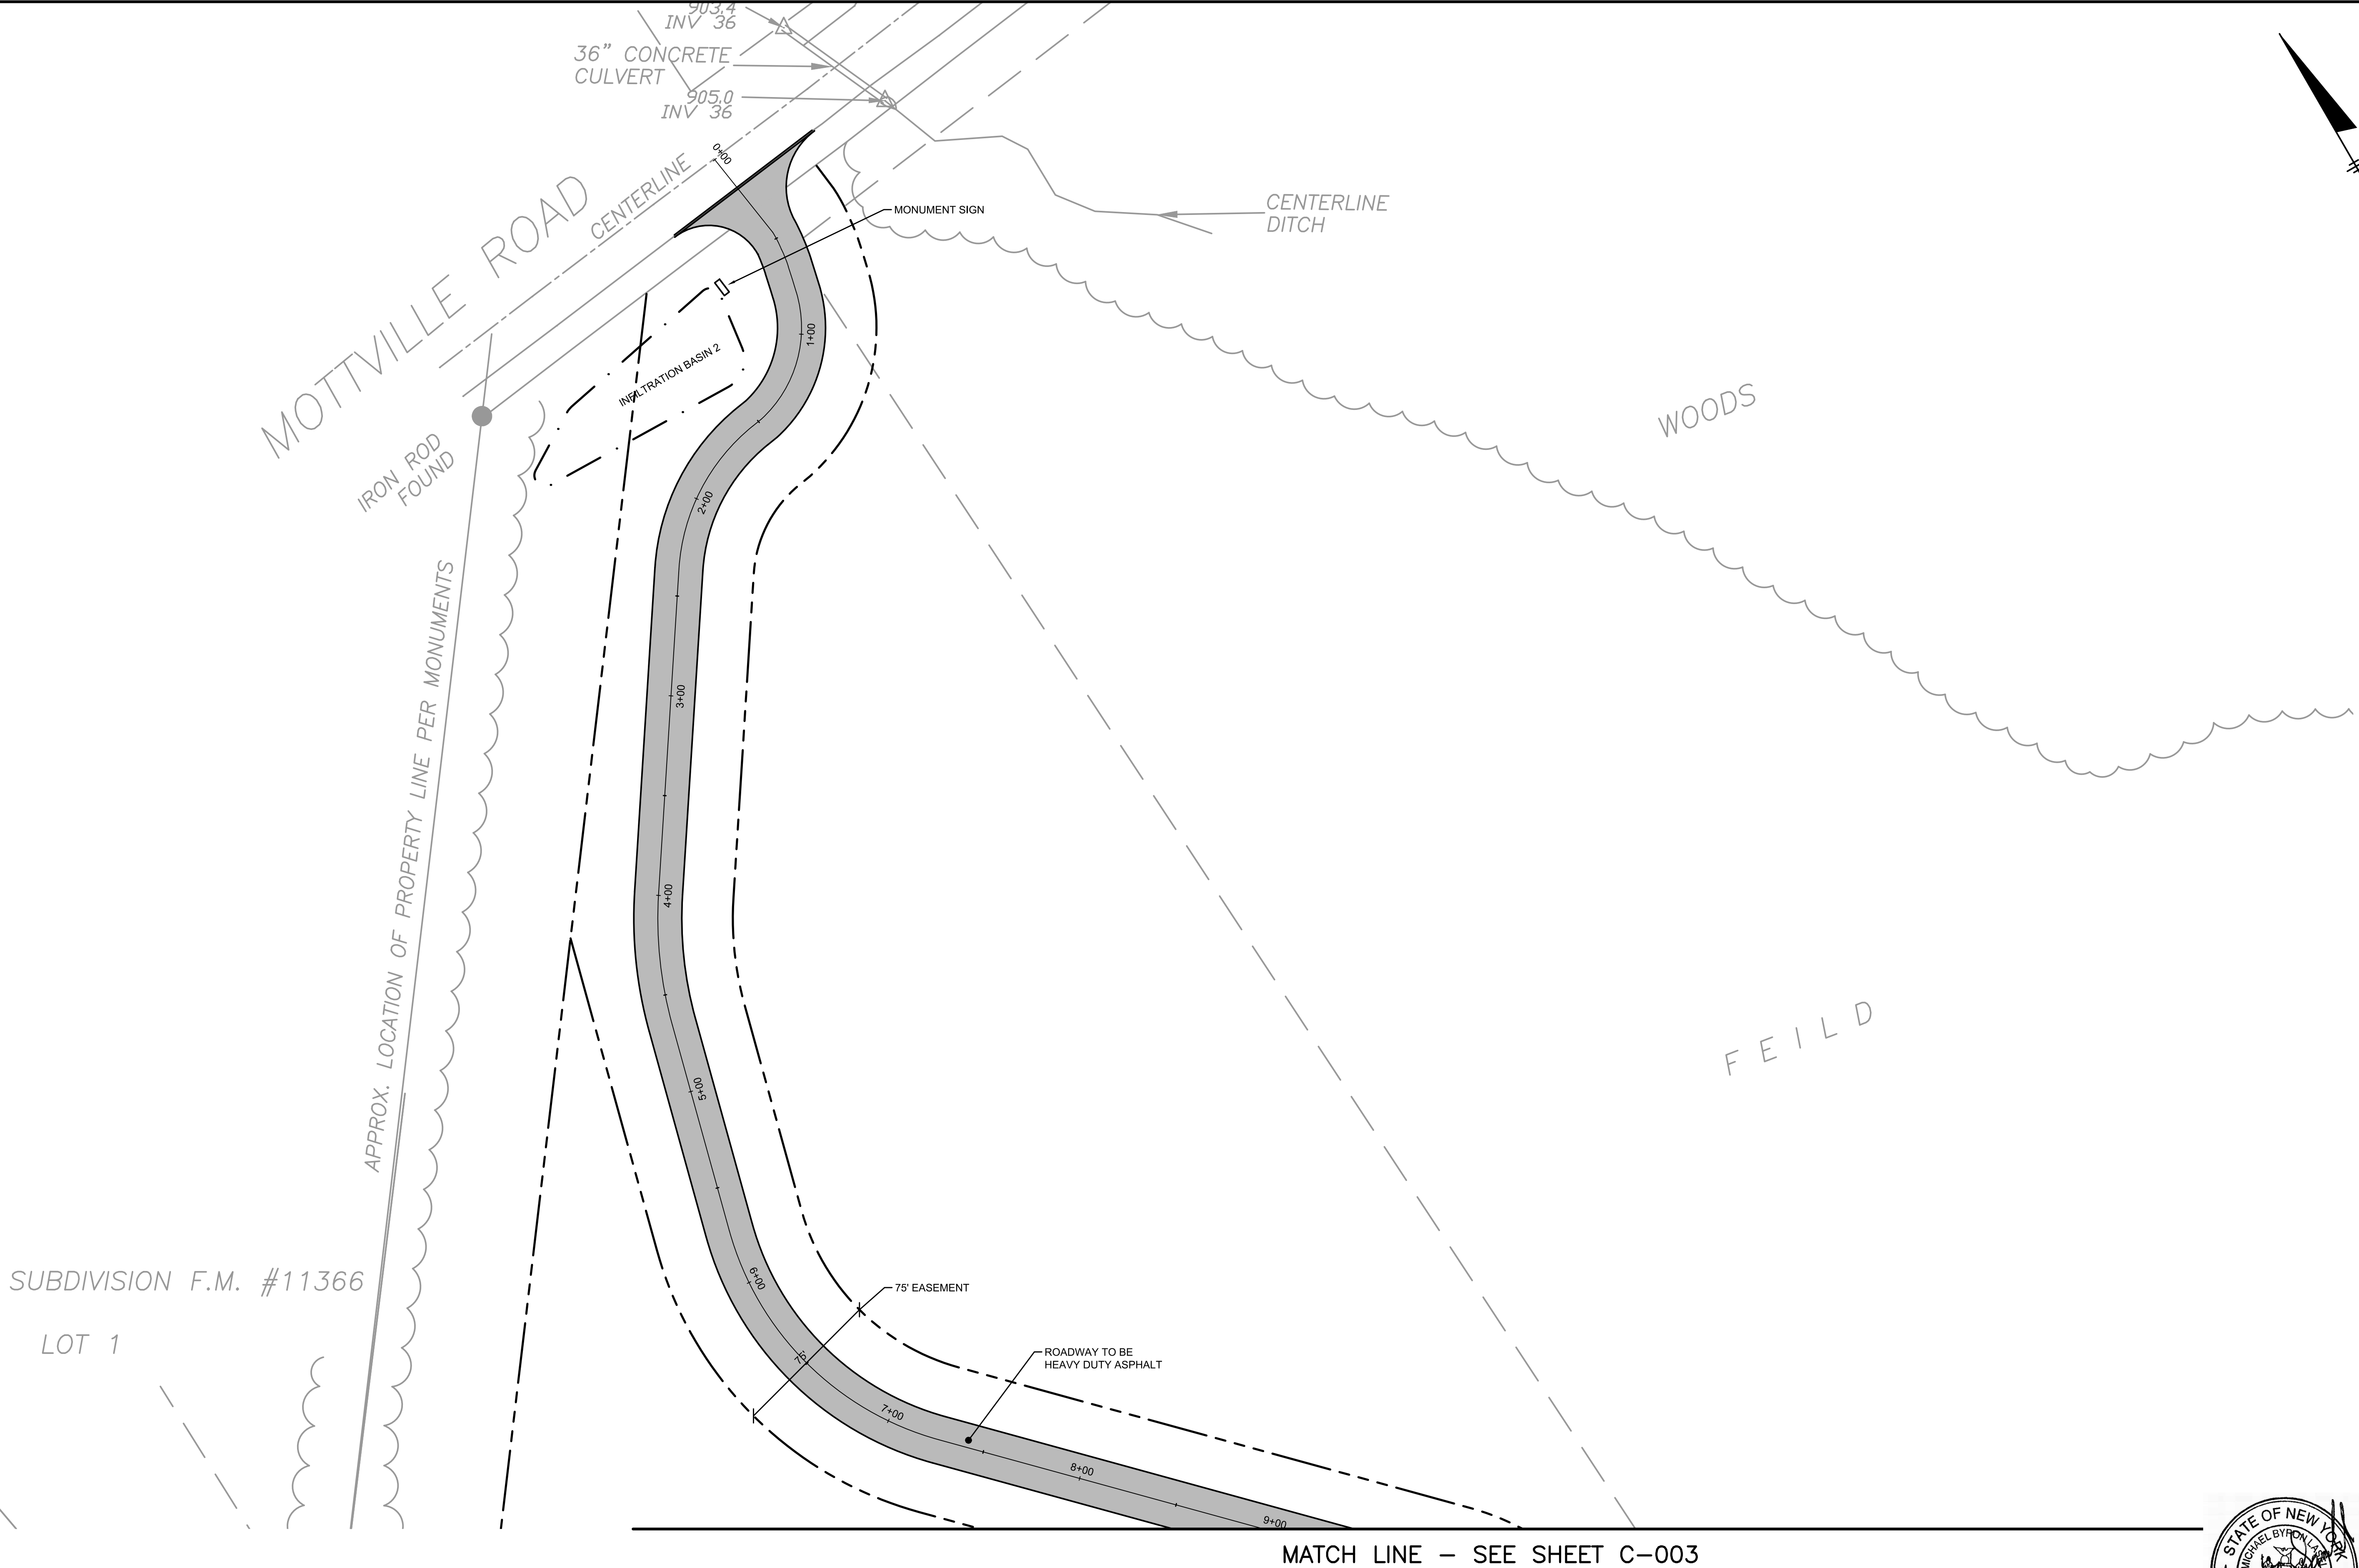 903.4
INV 36
36” CONCRETE
CULVERT
905.0
INV 36
0+00
MOTTVILLE ROAD
CENTERLINE
MONUMENT SIGN
CENTERLINE
DITCH
1+00
INFILTRATION BASIN 2
WOODS
IRON ROD
FOUND
2+00
APPROX. LOCATION OF PROPERTY LINE PER MONUMENTS
3+00
4+00
FEILD
5+00
SUBDIVISION F.M. #11366
6+00
75' EASEMENT
LOT 1
75'
ROADWAY TO BE
HEAVY DUTY ASPHALT
7+00
8+00
9+00
STATE OF NEW YORK
MICHAEL BYRON
MATCH LINE – SEE SHEET C–003